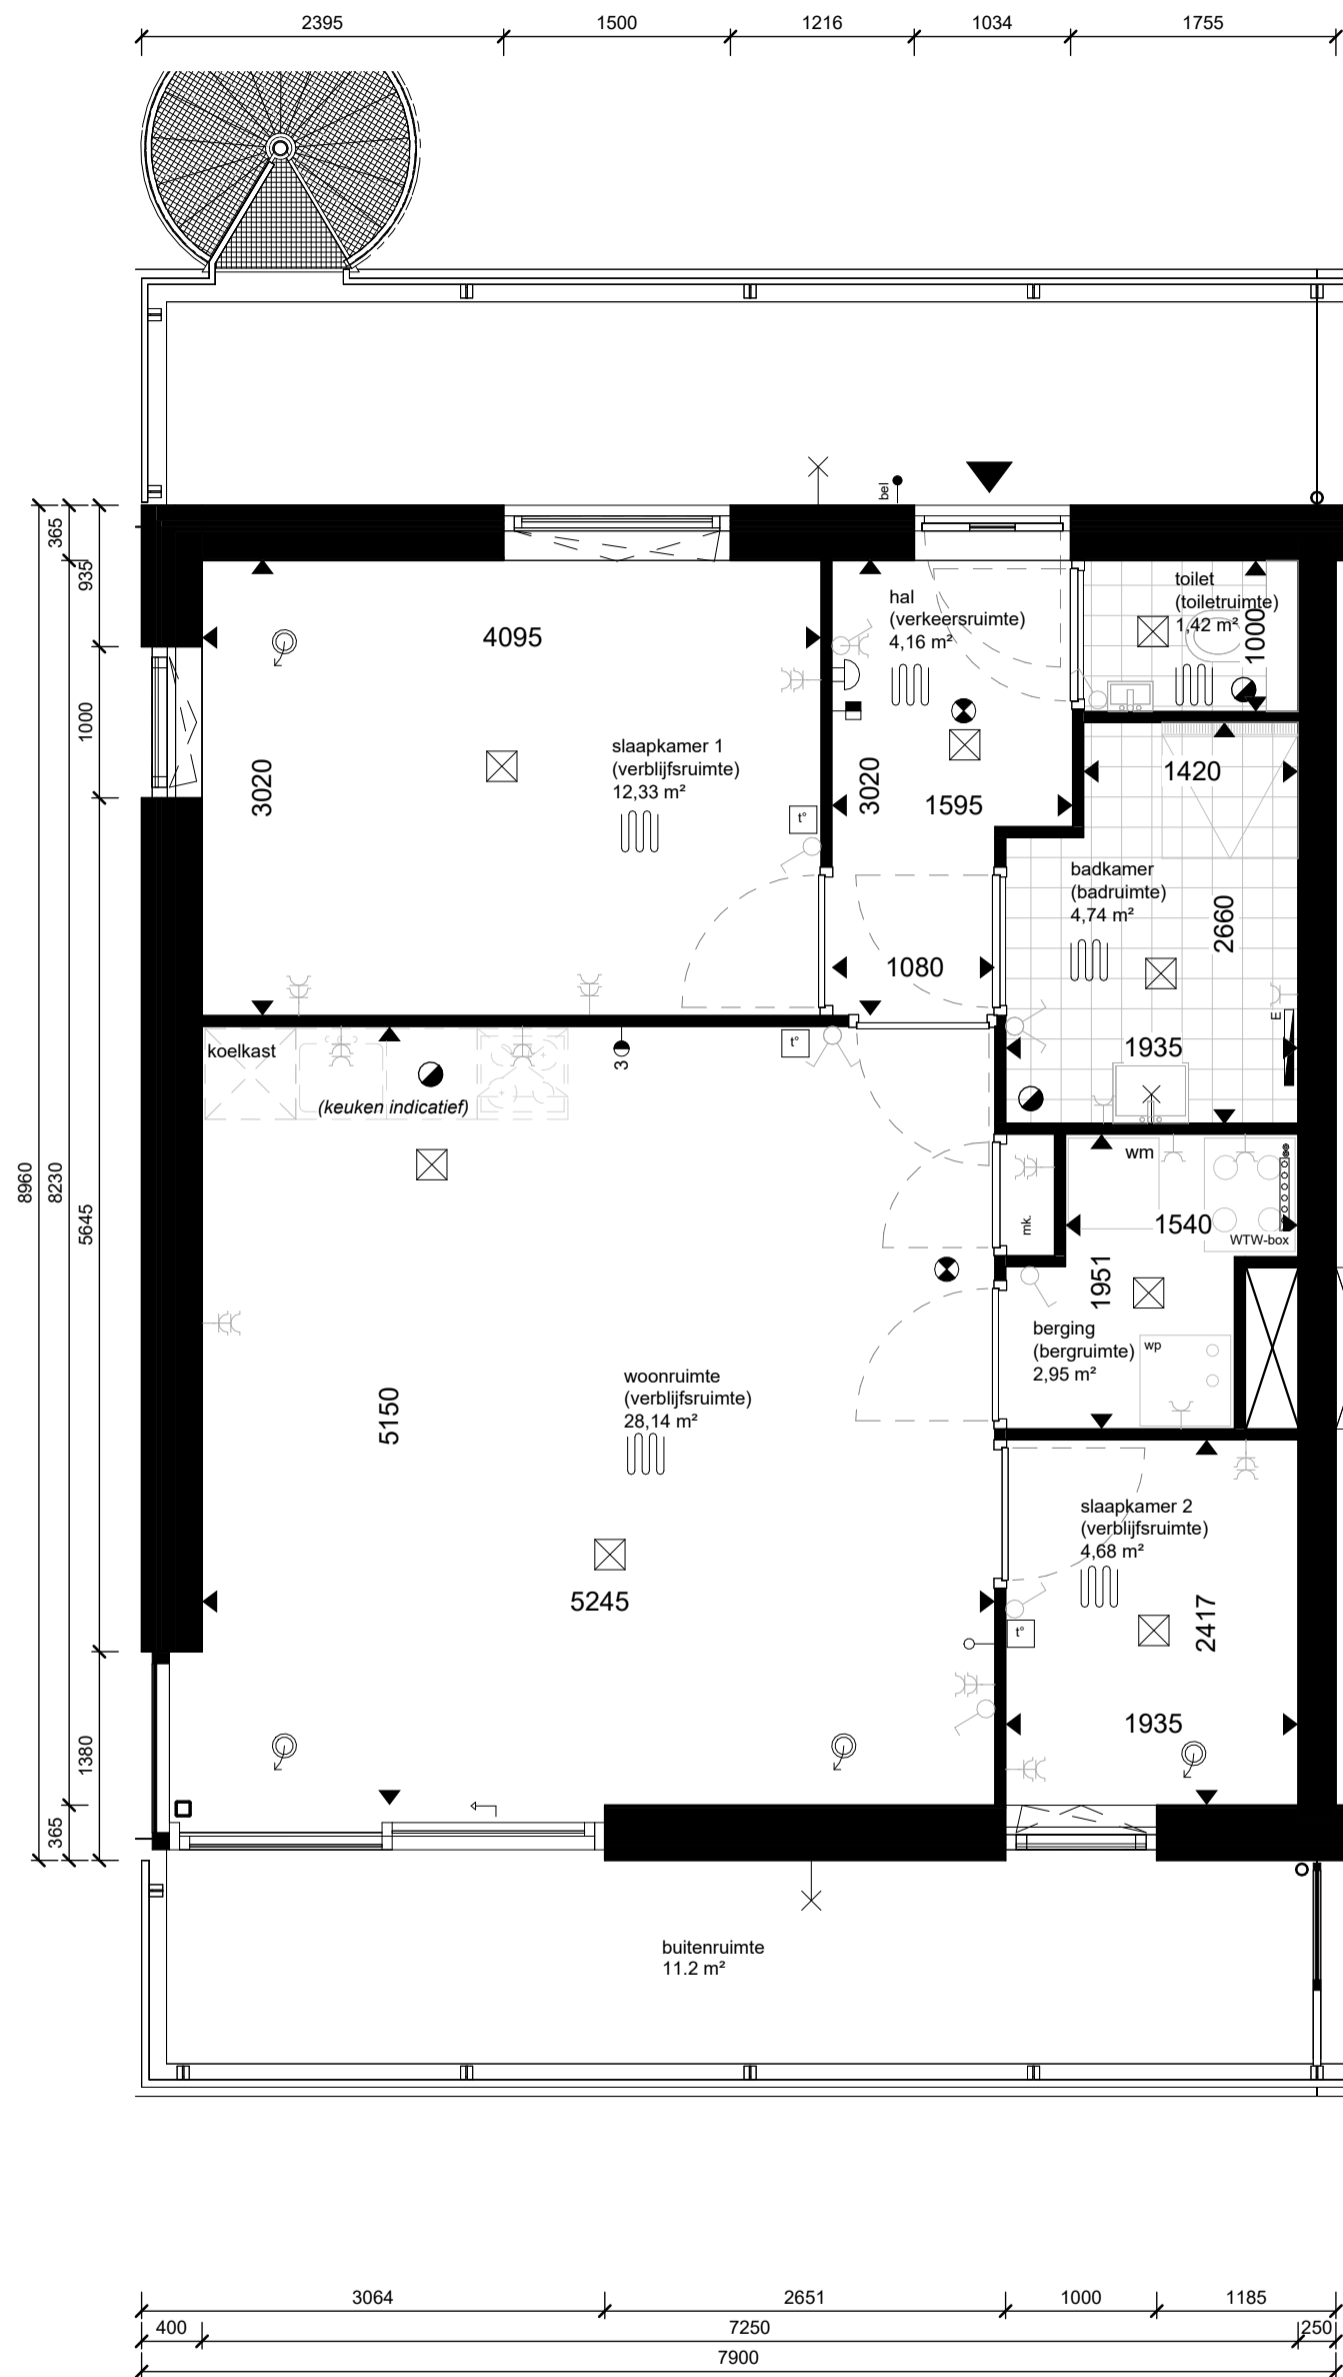 2395 1500 1216 1034 1755
bel
365
935
1000
5645
1380
365
8230
8960
4095
3020
slaapkamer 1
(verblijfsruimte)
12,33 m²
t°
hal
(verkeersruimte)
4,16 m²
3020
1595
1080
toilet
(toiletruimte)
1,42 m²
1000
1420
badkamer
(badruimte)
4,74 m²
2660
E
1935
koelkast
(keuken indicatief)
3
t°
wm
mk.
1540
WTW-box
1951
berging
(bergruimte)
2,95 m²
wp
woonruimte
(verblijfsruimte)
28,14 m²
5150
5245
slaapkamer 2
(verblijfsruimte)
4,68 m²
2417
t°
1935
buitenruimte
11.2 m²
3064 2651 1000 1185
400 7250 250
7900